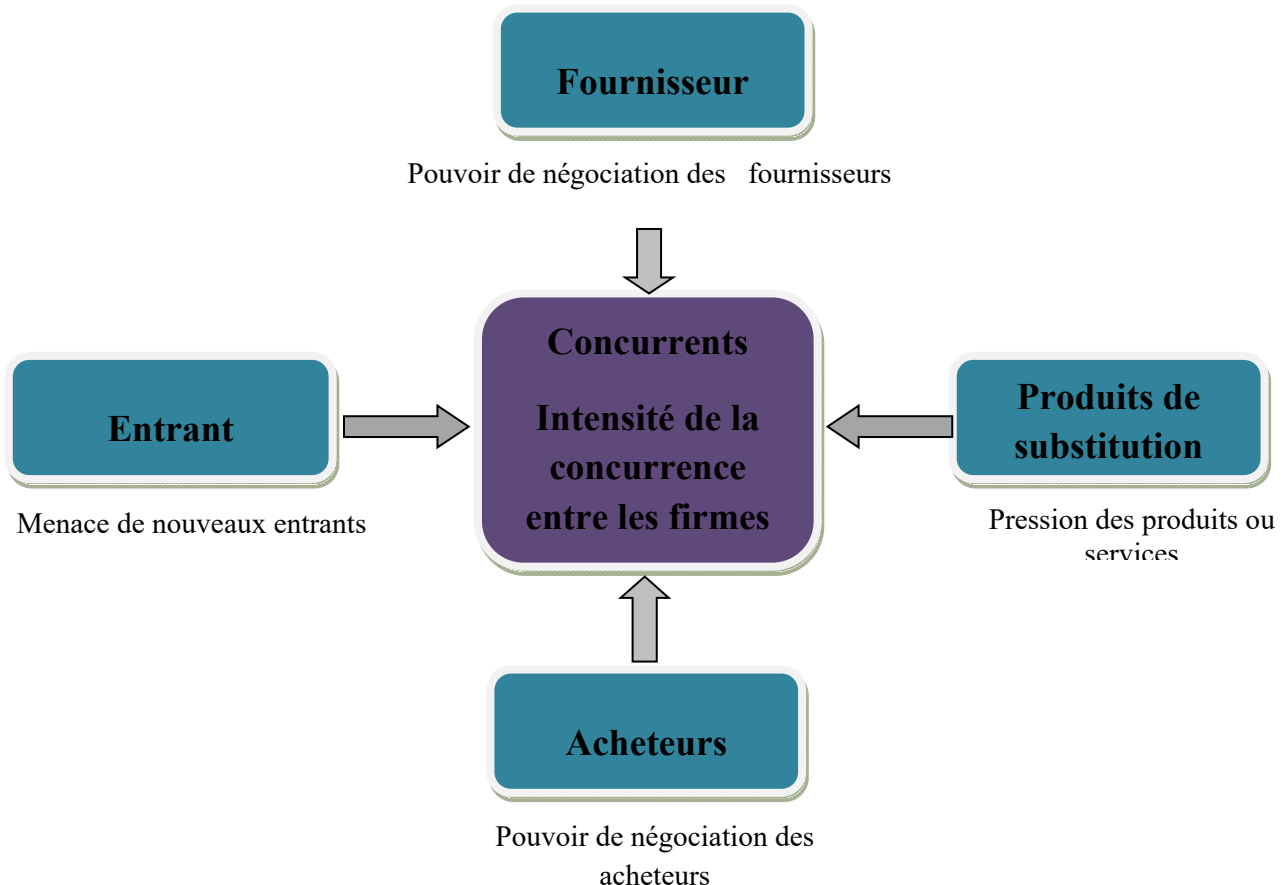 Fournisseur
Pouvoir de négociation des fournisseurs
Concurrents
Intensité de la
concurrence
entre les firmes
Entrant
Menace de nouveaux entrants
Produits de
substitution
Pression des produits ou
services
Acheteurs
Pouvoir de négociation des
acheteurs